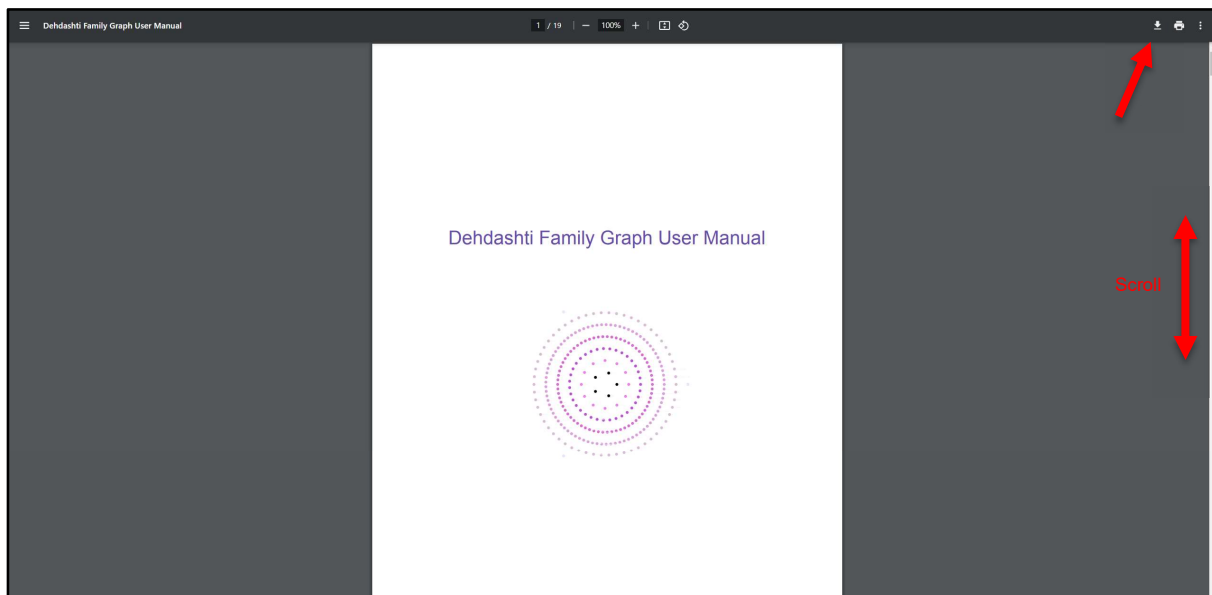 Dehdashti Family Graph User Manual
1 / 19
100%
Dehdashti Family Graph User Manual
Scroll